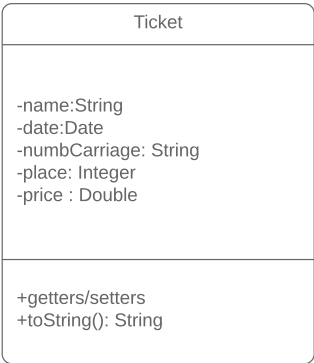 Ticket
-name:String
-date:Date
-numbCarriage: String
-place: Integer
-price : Double
+getters/setters
+toString(): String